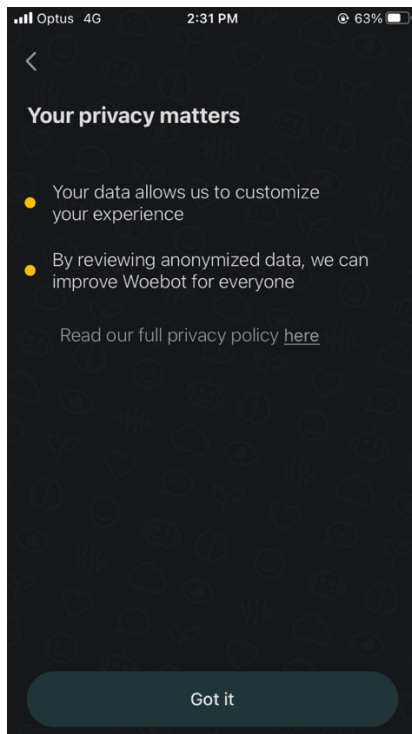 Optus 4G 2:31 PM 63%
Your privacy matters
Your data allows us to customize
your experience
By reviewing anonymized data, we can
improve Woebot for everyone
Read our full privacy policy here
Got it